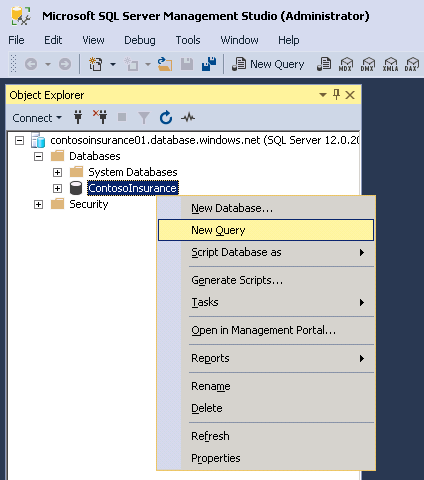 Microsoft SQL Server Management Studio (Administrator)
File Edit View Debug Tools Window Help
New Query MDX DMX XMLA DAX
Object Explorer
Connect
contosoinsurance01.database.windows.net (SQL Server 12.0.20
Databases
System Databases
ContosoInsurance
Security
New Database...
New Query
Script Database as
Generate Scripts...
Tasks
Open in Management Portal...
Reports
Rename
Delete
Refresh
Properties